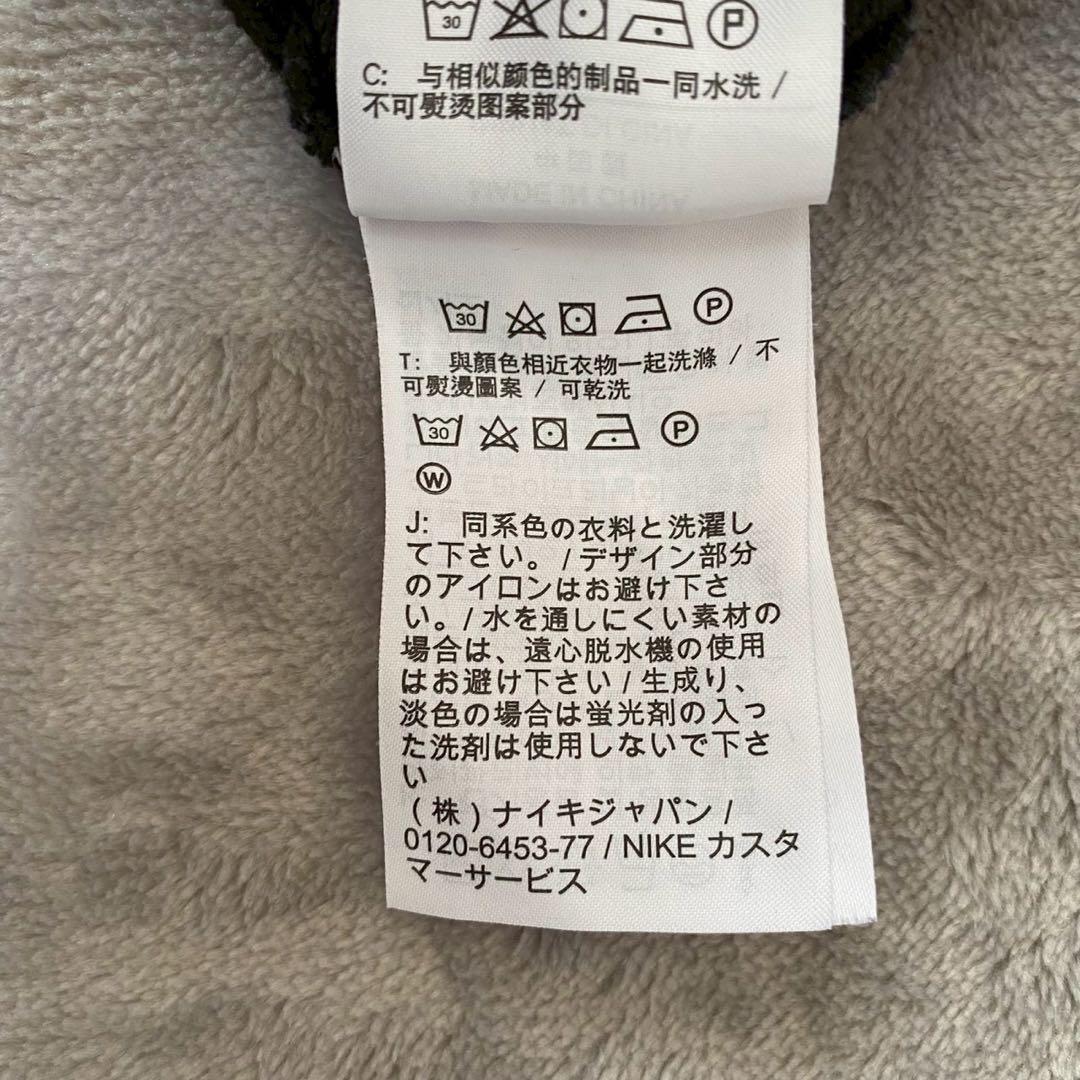 30 P
C: 与相似颜色的制品一同水洗 /
不可熨烫图案部分
MADE IN CHINA
30 P
T: 與顏色相近衣物一起洗滌 / 不
可熨燙圖案 / 可乾洗
30 P
W
J: 同系色の衣料と洗濯し
て下さい。/ デザイン部分
のアイロンはお避け下さ
い。/ 水を通しにくい素材の
場合は、遠心脱水機の使用
はお避け下さい / 生成り、
淡色の場合は蛍光剤の入っ
た洗剤は使用しないで下さ
い
(株) ナイキジャパン /
0120-6453-77 / NIKE カスタ
マーサービス